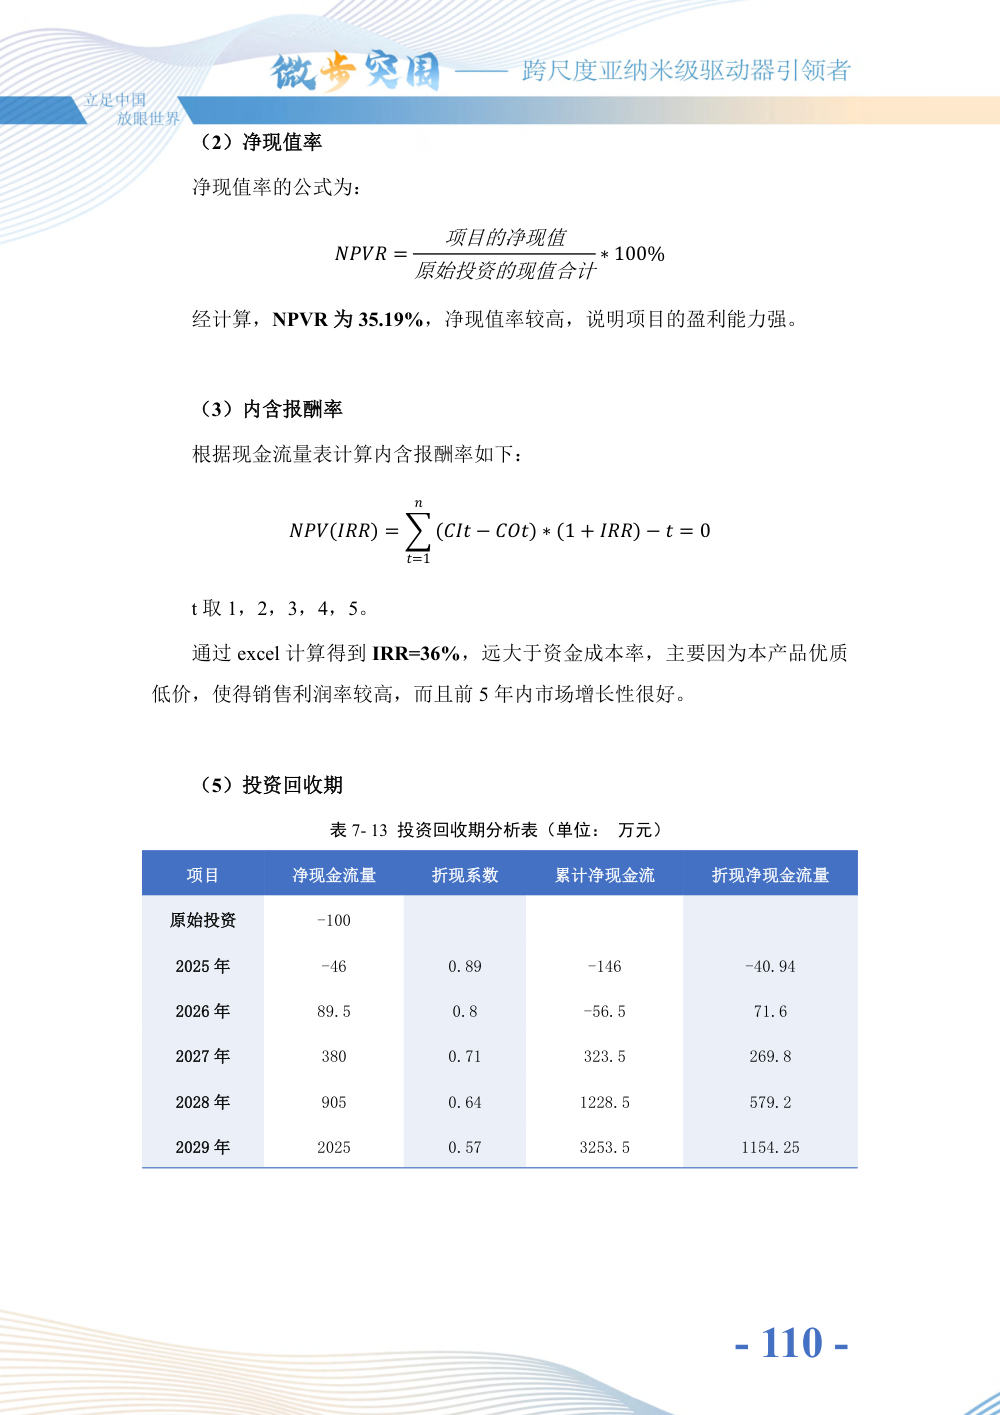 微步突围 —— 跨尺度亚纳米级驱动器引领者
立足中国
放眼世界
（2）净现值率
净现值率的公式为：
NPVR = 项目的净现值 / 原始投资的现值合计 * 100%
经计算，NPVR 为 35.19%，净现值率较高，说明项目的盈利能力强。
（3）内含报酬率
根据现金流量表计算内含报酬率如下：
NPV(IRR) = ∑_{t=1}^{n} (CIt − COt) * (1 + IRR) − t = 0
t 取 1，2，3，4，5。
通过 excel 计算得到 IRR=36%，远大于资金成本率，主要因为本产品优质
低价，使得销售利润率较高，而且前 5 年内市场增长性很好。
（5）投资回收期
表 7- 13 投资回收期分析表（单位： 万元）
项目 净现金流量 折现系数 累计净现金流 折现净现金流量
原始投资 -100
2025 年 -46 0.89 -146 -40.94
2026 年 89.5 0.8 -56.5 71.6
2027 年 380 0.71 323.5 269.8
2028 年 905 0.64 1228.5 579.2
2029 年 2025 0.57 3253.5 1154.25
- 110 -